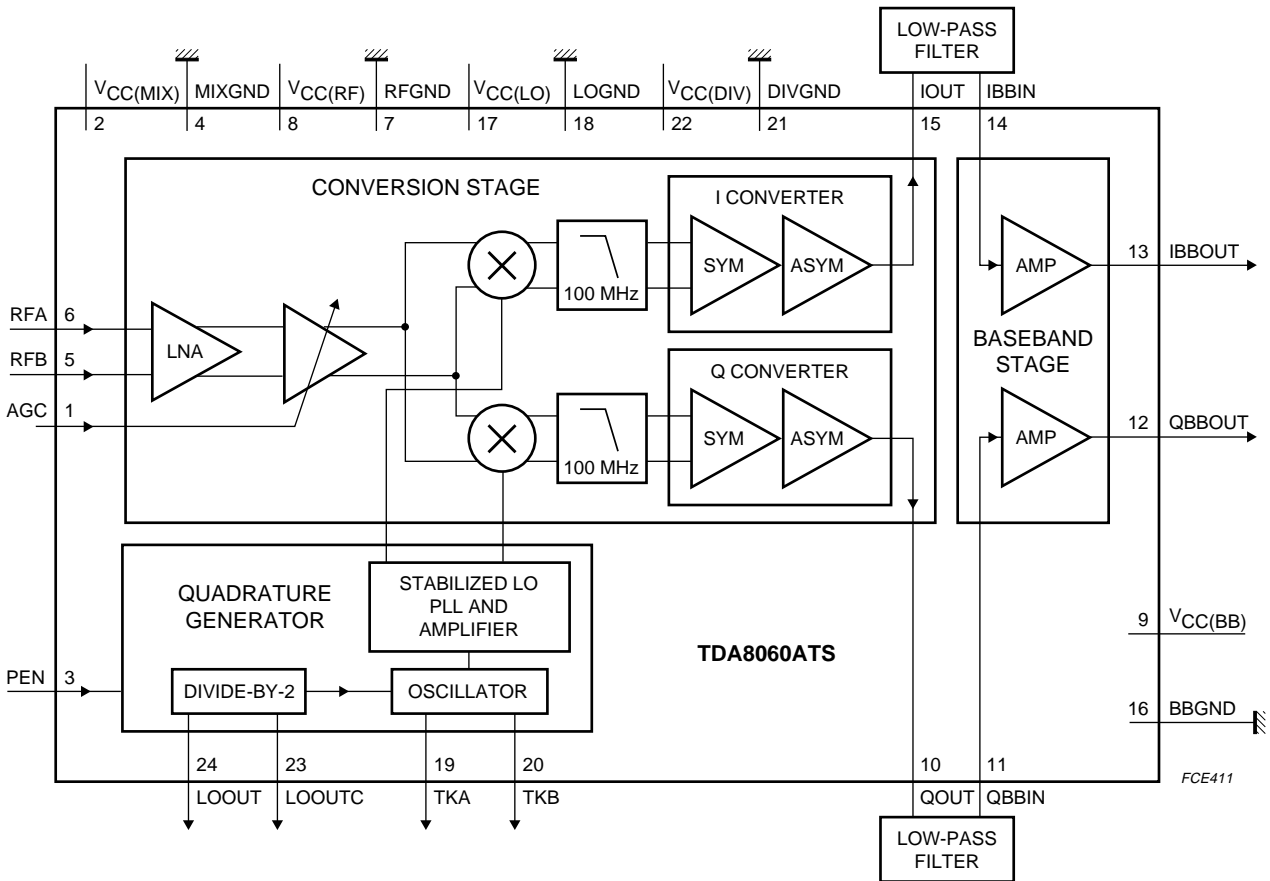 LOW-PASS
FILTER
VCC(MIX) MIXGND VCC(RF) RFGND VCC(LO) LOGND VCC(DIV) DIVGND IOUT IBBIN
2 4 8 7 17 18 22 21 15 14
CONVERSION STAGE
I CONVERTER
SYM ASYM
100 MHz
AMP
13 IBBOUT
RFA 6
LNA
RFB 5
AGC 1
BASEBAND
STAGE
Q CONVERTER
SYM ASYM
100 MHz
AMP
12 QBBOUT
QUADRATURE
GENERATOR
STABILIZED LO
PLL AND
AMPLIFIER
9 VCC(BB)
TDA8060ATS
PEN 3
DIVIDE-BY-2
OSCILLATOR
16 BBGND
24 23 19 20 10 11
LOOUT LOOUTC TKA TKB QOUT QBBIN
FCE411
LOW-PASS
FILTER